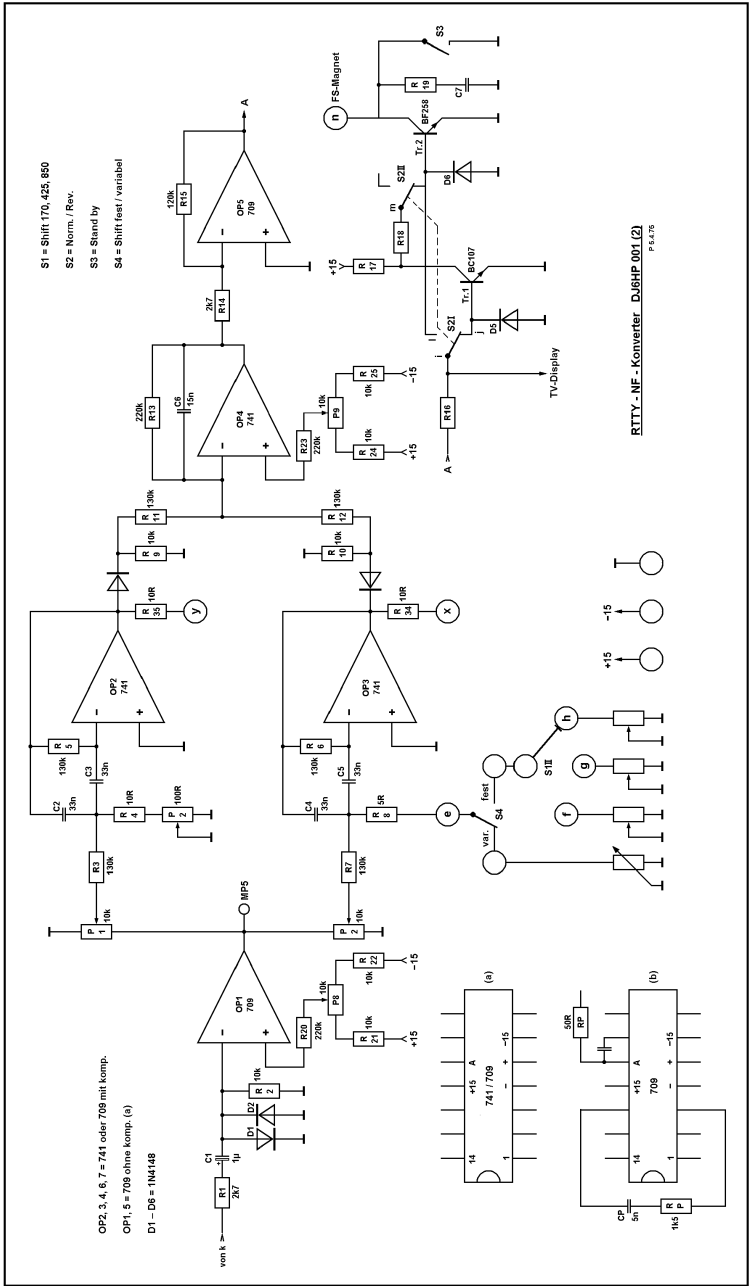 S1 = Shift 170, 425, 850
S2 = Norm. / Rev.
S3 = Stand by
S4 = Shift fest / variabel
OP2, 3, 4, 6, 7 = 741 oder 709 mit komp.
OP1, 5 = 709 ohne komp. (a)
D1 – D6 = 1N4148
von k
R1
2k7
C1
+
1µ
D1
D2
R 2
10k
OP1
709
–
+
R20
220k
P8
10k
R 21
10k
+15
R 22
10k
–15
MP5
P 1
10k
P 2
10k
R3
130k
C2
33n
C3
33n
R 5
130k
R 4
10R
P 2
100R
OP2
741
–
+
R 35
10R
y
R 9
10k
R 11
130k
R7
130k
C4
33n
C5
33n
R 6
130k
R 8
5R
OP3
741
–
+
R 34
10R
x
R 10
10k
R 12
130k
e
var.
fest
S4
S1II
f
g
h
+15
–15
R13
220k
C6
15n
OP4
741
–
+
R23
220k
P9
10k
R 24
10k
+15
R 25
10k
–15
R14
2k7
R15
120k
OP5
709
–
+
A
A
R16
TV-Display
i
j
l
S2I
D5
Tr.1
BC107
R 17
+15
R18
m
S2II
D6
Tr.2
BF258
n
FS-Magnet
R 19
C7
S3
14
+15
A
741 / 709
1
–
+
–15
(a)
14
+15
A
709
1
–
+
–15
(b)
50R
RP
CP
5n
R P
1k5
RTTY - NF - Konverter DJ6HP 001 (2)
P 5.4.76